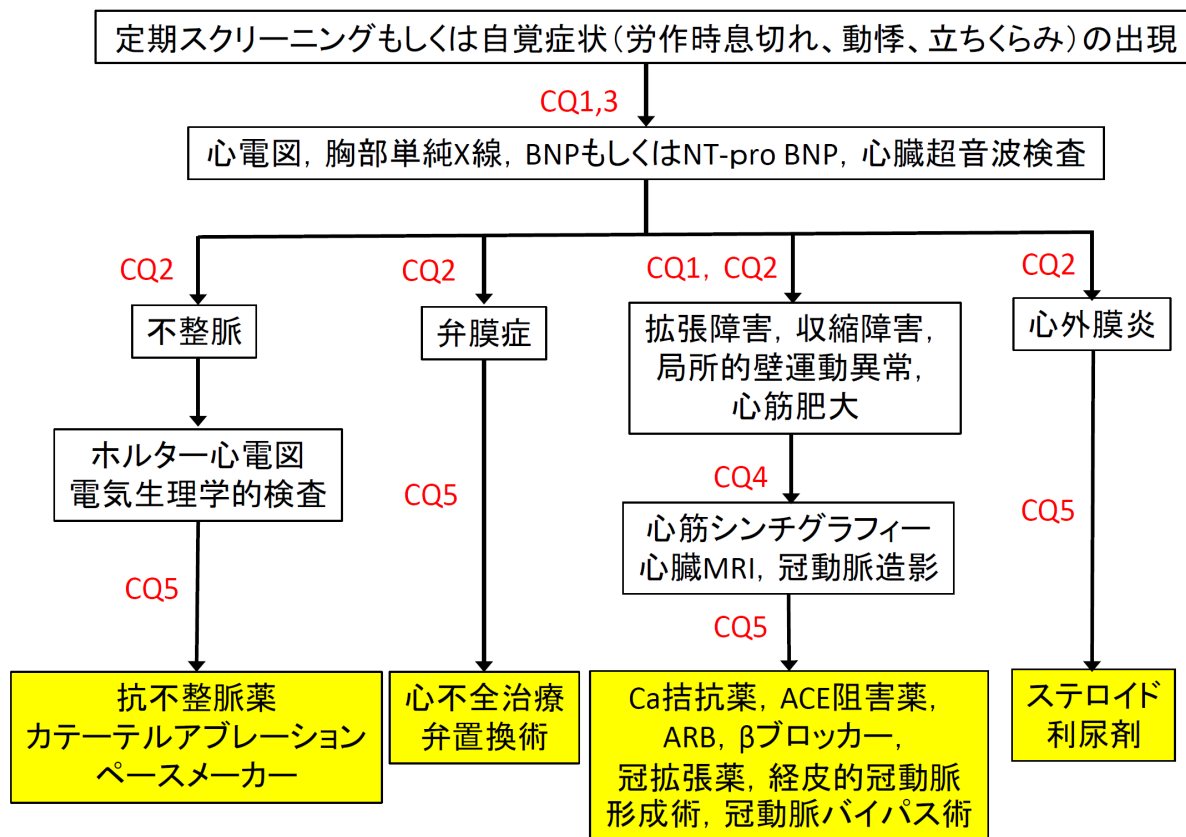 定期スクリーニングもしくは自覚症状(労作時息切れ、動悸、立ちくらみ)の出現
CQ1,3
心電図, 胸部単純X線, BNPもしくはNT-pro BNP, 心臓超音波検査
CQ2
CQ2
CQ1, CQ2
CQ2
不整脈
弁膜症
拡張障害, 収縮障害,
局所的壁運動異常,
心筋肥大
心外膜炎
ホルター心電図
電気生理学的検査
CQ5
CQ4
CQ5
心筋シンチグラフィー
心臓MRI, 冠動脈造影
CQ5
CQ5
抗不整脈薬
カテーテルアブレーション
ペースメーカー
心不全治療
弁置換術
Ca拮抗薬, ACE阻害薬,
ARB, βブロッカー,
冠拡張薬, 経皮的冠動脈
形成術, 冠動脈バイパス術
ステロイド
利尿剤